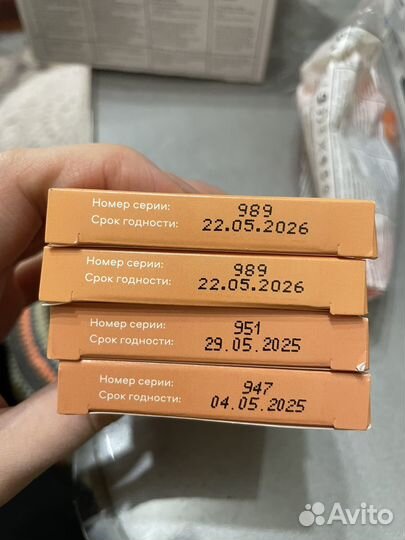 Номер серии: 989
Срок годности: 22.05.2026
Номер серии: 989
Срок годности: 22.05.2026
Номер серии: 951
Срок годности: 29.05.2025
Номер серии: 947
Срок годности: 04.05.2025
Avito